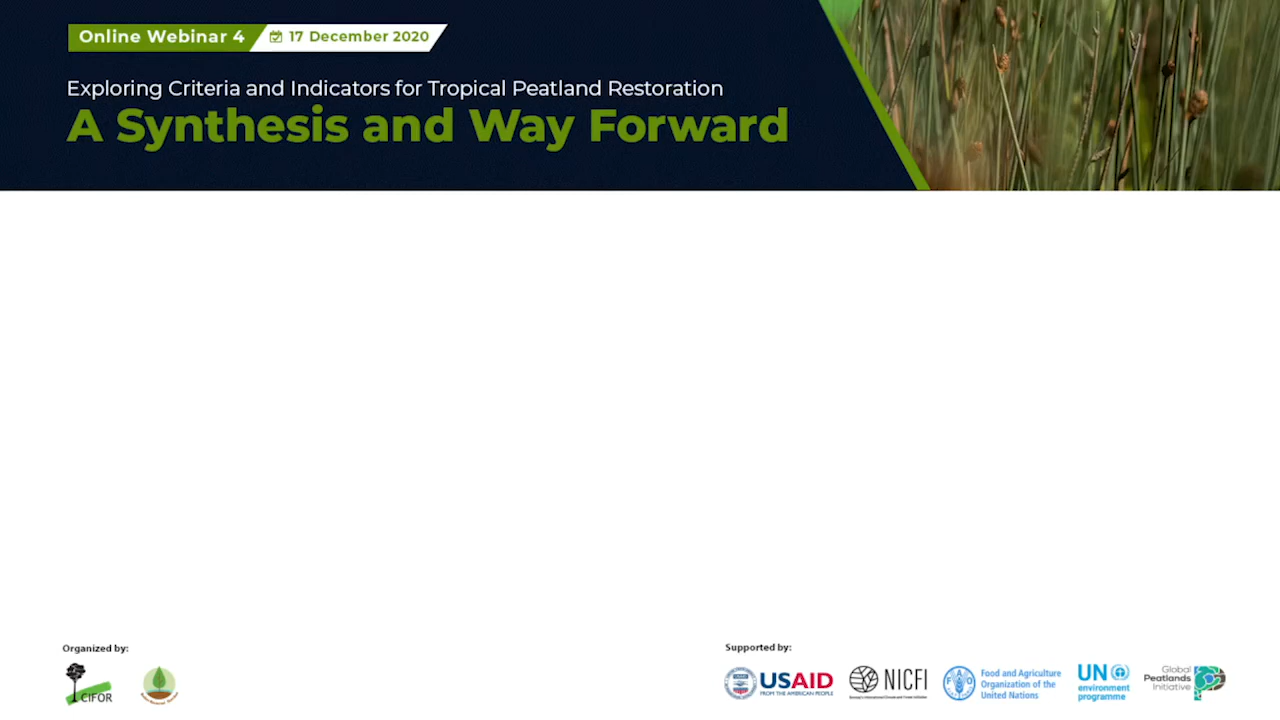 Online Webinar 4
17 December 2020
Exploring Criteria and Indicators for Tropical Peatland Restoration
A Synthesis and Way Forward
Organized by:
CIFOR
Supported by:
USAID
FROM THE AMERICAN PEOPLE
NICFI
Food and Agriculture
Organization of the
United Nations
UN
environment
programme
Global
Peatlands
Initiative